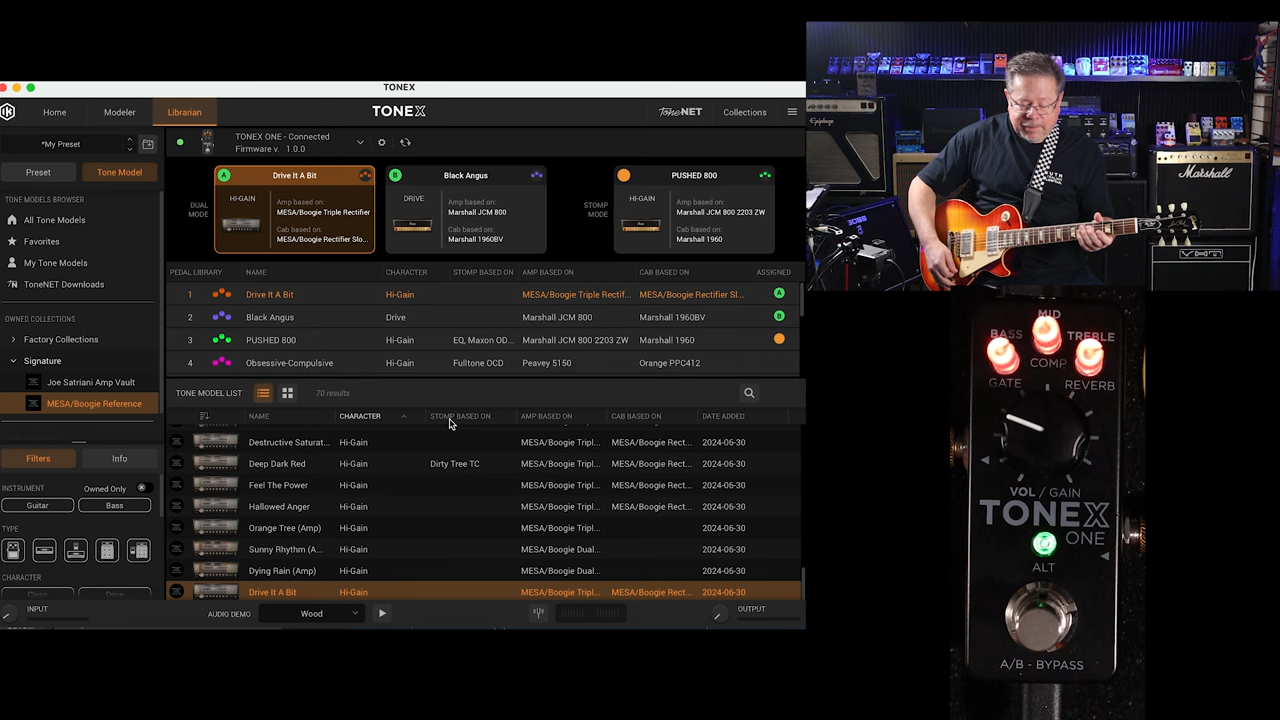 TONEX
Home
Modeler
Librarian
TONEX
ToneNET
Collections
*My Preset
TONEX ONE - Connected
Firmware v. 1.0.0
Preset
Tone Model
TONE MODELS BROWSER
All Tone Models
Favorites
My Tone Models
ToneNET Downloads
OWNED COLLECTIONS
Factory Collections
Signature
Joe Satriani Amp Vault
MESA/Boogie Reference
Filters
Info
INSTRUMENT
Owned Only
Guitar
Bass
TYPE
CHARACTER
Clean
Drive
DUAL MODE
A
Drive It A Bit
HI-GAIN
Amp based on:
MESA/Boogie Triple Rectifier
Cab based on:
MESA/Boogie Rectifier Slo...
B
Black Angus
DRIVE
Amp based on:
Marshall JCM 800
Cab based on:
Marshall 1960BV
STOMP MODE
PUSHED 800
HI-GAIN
Amp based on:
Marshall JCM 800 2203 ZW
Cab based on:
Marshall 1960
PEDAL LIBRARY NAME CHARACTER STOMP BASED ON AMP BASED ON CAB BASED ON ASSIGNED
1 Drive It A Bit Hi-Gain MESA/Boogie Triple Rectif... MESA/Boogie Rectifier Sl... A
2 Black Angus Drive Marshall JCM 800 Marshall 1960BV B
3 PUSHED 800 Hi-Gain EQ, Maxon OD... Marshall JCM 800 2203 ZW Marshall 1960
4 Obsessive-Compulsive Hi-Gain Fulltone OCD Peavey 5150 Orange PPC412
TONE MODEL LIST 70 results
NAME CHARACTER STOMP BASED ON AMP BASED ON CAB BASED ON DATE ADDED
Destructive Saturat... Hi-Gain MESA/Boogie Tripl... MESA/Boogie Rect... 2024-06-30
Deep Dark Red Hi-Gain Dirty Tree TC MESA/Boogie Tripl... MESA/Boogie Rect... 2024-06-30
Feel The Power Hi-Gain MESA/Boogie Tripl... MESA/Boogie Rect... 2024-06-30
Hallowed Anger Hi-Gain MESA/Boogie Tripl... MESA/Boogie Rect... 2024-06-30
Orange Tree (Amp) Hi-Gain MESA/Boogie Tripl... 2024-06-30
Sunny Rhythm (A... Hi-Gain MESA/Boogie Dual... 2024-06-30
Dying Rain (Amp) Hi-Gain MESA/Boogie Dual... 2024-06-30
Drive It A Bit Hi-Gain MESA/Boogie Tripl... MESA/Boogie Rect... 2024-06-30
INPUT
AUDIO DEMO
Wood
OUTPUT
Epiphone
Marshall
VHT
BOSS
BASS
MID
TREBLE
GATE
COMP
REVERB
VOL / GAIN
TONEX
ONE
ALT
A/B - BYPASS